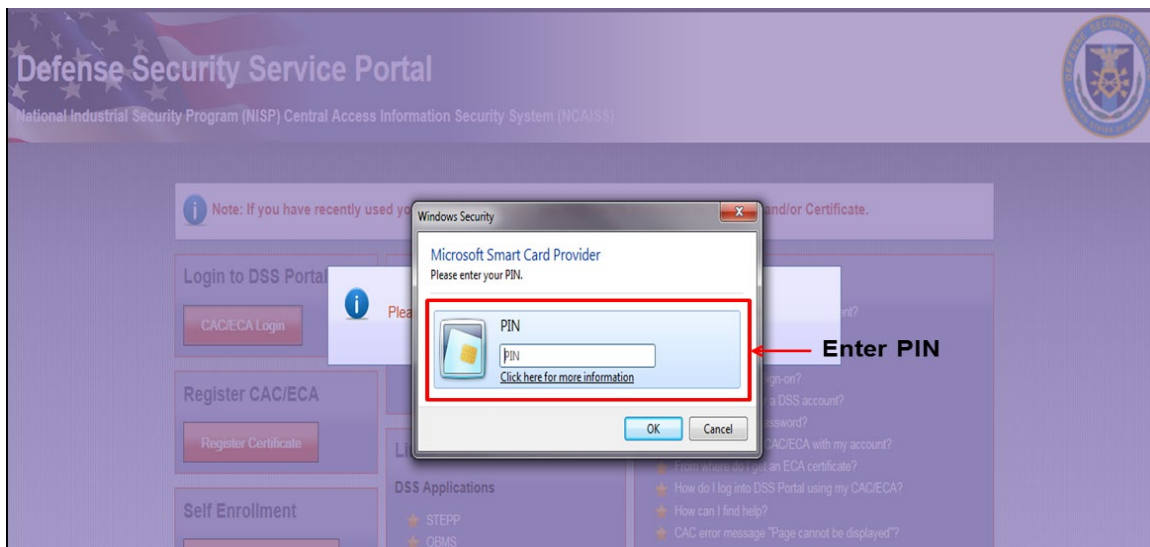 Defense Security Service Portal
National Industrial Security Program (NISP) Central Access Information Security System (NCAISS)
Note: If you have recently used yo
and/or Certificate.
Windows Security
X
Microsoft Smart Card Provider
Please enter your PIN.
PIN
PIN
Click here for more information
OK
Cancel
Enter PIN
Login to DSS Portal
CAC/ECA Login
Plea
Register CAC/ECA
Register Certificate
Self Enrollment
Li
DSS Applications
STEPP
OBMS
nt?
ign-on?
a DSS account?
ssword?
CAC/ECA with my account?
From where do I get an ECA certificate?
How do I log into DSS Portal using my CAC/ECA?
How can I find help?
CAC error message "Page cannot be displayed"?